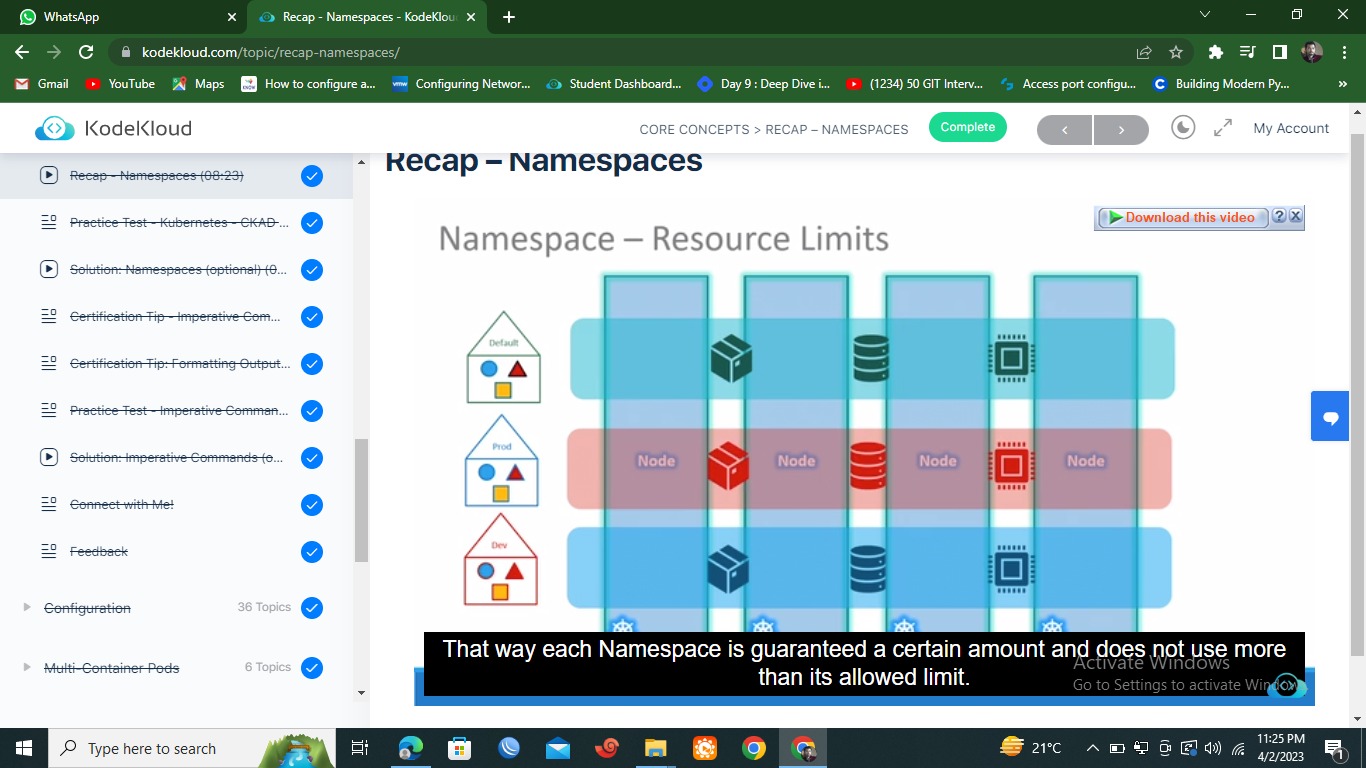 WhatsApp
Recap - Namespaces - KodeKlou
kodekloud.com/topic/recap-namespaces/
Gmail
YouTube
Maps
How to configure a...
Configuring Networ...
Student Dashboard...
Day 9 : Deep Dive i...
(1234) 50 GIT Interv...
Access port configu...
Building Modern Py...
KodeKloud
CORE CONCEPTS > RECAP – NAMESPACES
Complete
My Account
Recap - Namespaces (08:23)
Practice Test - Kubernetes - CKAD ...
Solution: Namespaces (optional) (0...
Certification Tip - Imperative Com...
Certification Tip: Formatting Output...
Practice Test - Imperative Comman...
Solution: Imperative Commands (o...
Connect with Me!
Feedback
Configuration
36 Topics
Multi-Container Pods
6 Topics
Recap – Namespaces
Download this video
Namespace – Resource Limits
Default
Prod
Node Node Node Node
Dev
That way each Namespace is guaranteed a certain amount and does not use more
than its allowed limit.
Activate Windows
Go to Settings to activate Windows.
Type here to search
21°C
11:25 PM
4/2/2023
1